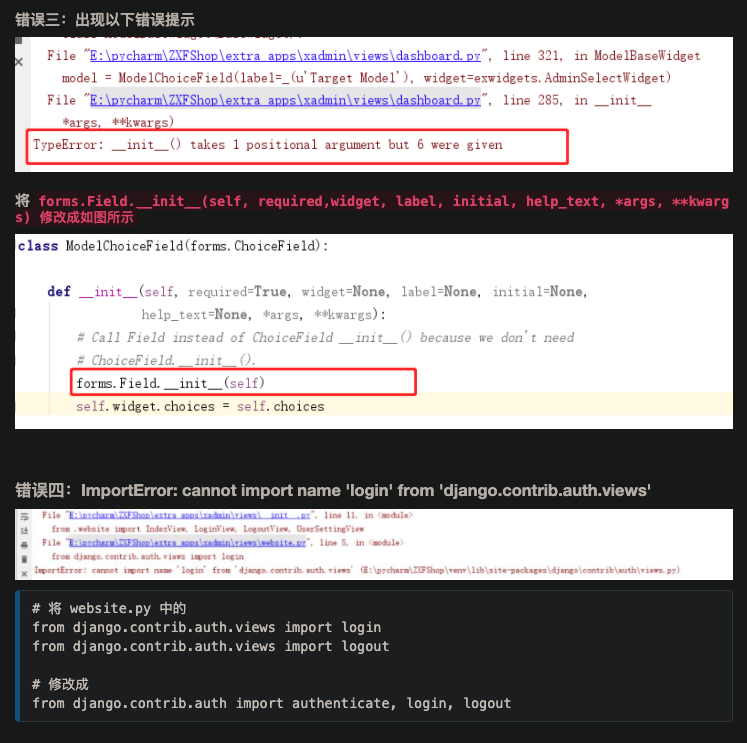 错误三：出现以下错误提示
File "E:\pycharm\ZXFShop\extra_apps\xadmin\views\dashboard.py", line 321, in ModelBaseWidget
model = ModelChoiceField(label=_(u'Target Model'), widget=exwidgets.AdminSelectWidget)
File "E:\pycharm\ZXFShop\extra_apps\xadmin\views\dashboard.py", line 285, in __init__
*args, **kwargs)
TypeError: __init__() takes 1 positional argument but 6 were given
将 forms.Field.__init__(self, required,widget, label, initial, help_text, *args, **kwarg
s) 修改成如图所示
class ModelChoiceField(forms.ChoiceField):
def __init__(self, required=True, widget=None, label=None, initial=None,
help_text=None, *args, **kwargs):
# Call Field instead of ChoiceField __init__() because we don't need
# ChoiceField.__init__().
forms.Field.__init__(self)
self.widget.choices = self.choices
错误四：ImportError: cannot import name 'login' from 'django.contrib.auth.views'
File "E:\pycharm\ZXFShop\extra_apps\xadmin\views\__init__.py", line 11, in <module>
from .website import IndexView, LoginView, LogoutView, UserSettingView
File "E:\pycharm\ZXFShop\extra_apps\xadmin\views\website.py", line 5, in <module>
from django.contrib.auth.views import login
ImportError: cannot import name 'login' from 'django.contrib.auth.views' (E:\pycharm\ZXFShop\venv\lib\site-packages\django\contrib\auth\views.py)
# 将 website.py 中的
from django.contrib.auth.views import login
from django.contrib.auth.views import logout
# 修改成
from django.contrib.auth import authenticate, login, logout